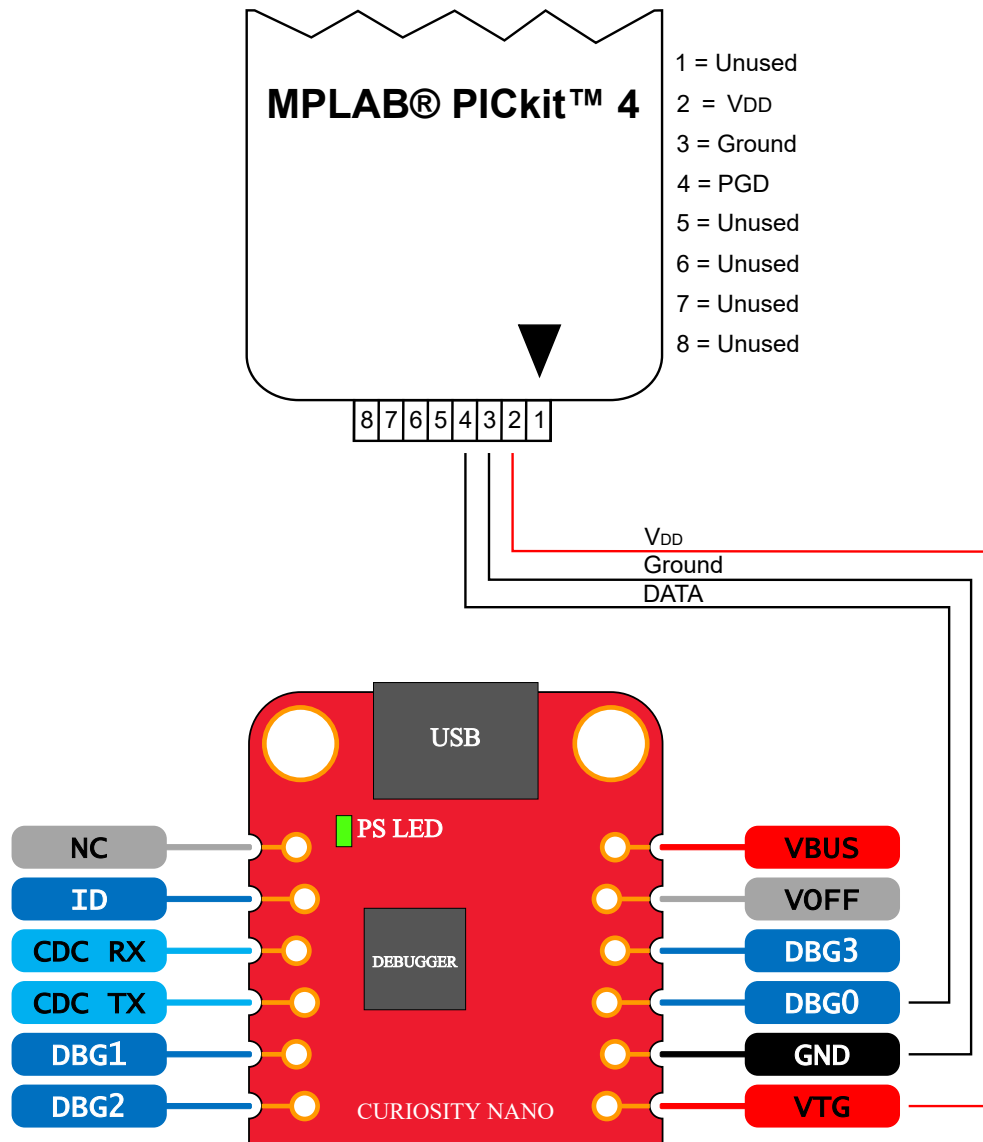 MPLAB® PICkit™ 4
1 = Unused
2 = VDD
3 = Ground
4 = PGD
5 = Unused
6 = Unused
7 = Unused
8 = Unused
8 7 6 5 4 3 2 1
VDD
Ground
DATA
USB
PS LED
NC
VBUS
ID
VOFF
CDC RX
DEBUGGER
DBG3
CDC TX
DBG0
DBG1
GND
DBG2
CURIOSITY NANO
VTG